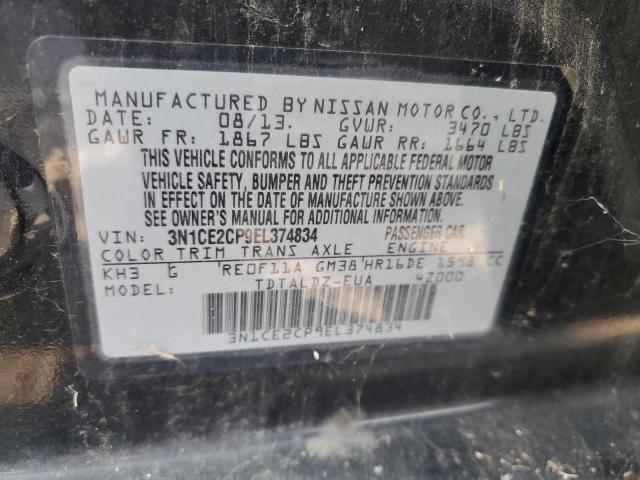 MANUFACTURED BY NISSAN MOTOR CO., LTD.
DATE: 08/13. GVWR: 3470 LBS
GAWR FR: 1867 LBS GAWR RR: 1664 LBS
THIS VEHICLE CONFORMS TO ALL APPLICABLE FEDERAL MOTOR
VEHICLE SAFETY, BUMPER AND THEFT PREVENTION STANDARDS
IN EFFECT ON THE DATE OF MANUFACTURE SHOWN ABOVE.
SEE OWNER'S MANUAL FOR ADDITIONAL INFORMATION.
VIN: 3N1CE2CP9EL374834 PASSENGER CAR.
COLOR TRIM TRANS AXLE ENGINE
KH3 G RE0F11A GM38 HR16DE 1598 CC
MODEL: TDTALDZ-EUA 4Z000
3N1CE2CP9EL374834